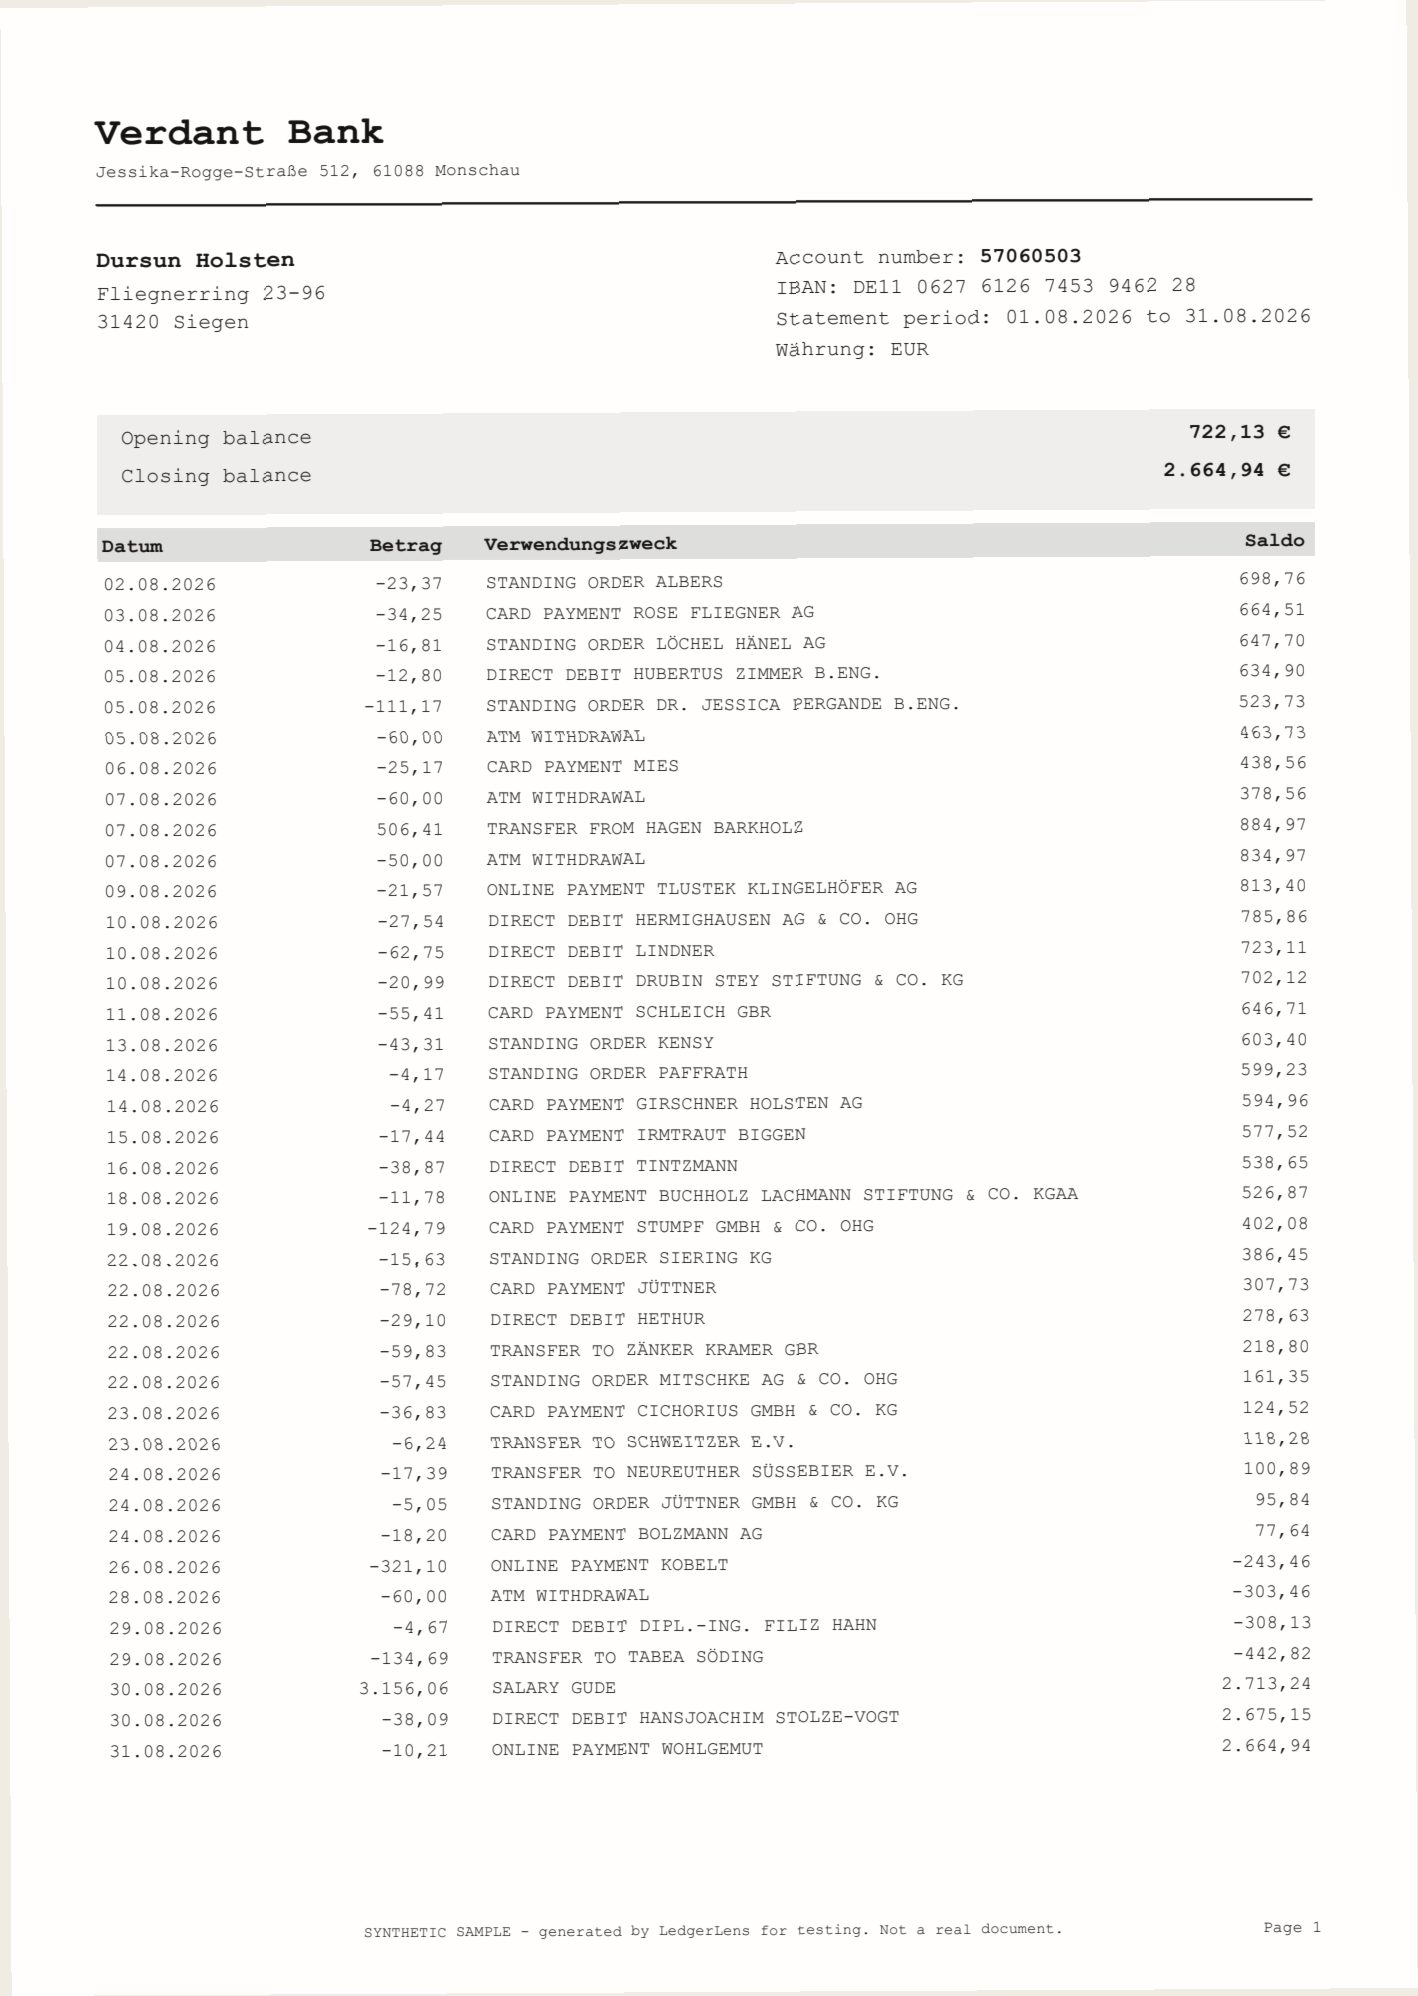 Verdant Bank
Jessika-Rogge-Straße 512, 61088 Monschau
Dursun Holsten
Fliegnerring 23-96
31420 Siegen
Account number: 57060503
IBAN: DE11 0627 6126 7453 9462 28
Statement period: 01.08.2026 to 31.08.2026
Währung: EUR
Opening balance 722,13 €
Closing balance 2.664,94 €
Datum Betrag Verwendungszweck Saldo
02.08.2026 -23,37 STANDING ORDER ALBERS 698,76
03.08.2026 -34,25 CARD PAYMENT ROSE FLIEGNER AG 664,51
04.08.2026 -16,81 STANDING ORDER LÖCHEL HÄNEL AG 647,70
05.08.2026 -12,80 DIRECT DEBIT HUBERTUS ZIMMER B.ENG. 634,90
05.08.2026 -111,17 STANDING ORDER DR. JESSICA PERGANDE B.ENG. 523,73
05.08.2026 -60,00 ATM WITHDRAWAL 463,73
06.08.2026 -25,17 CARD PAYMENT MIES 438,56
07.08.2026 -60,00 ATM WITHDRAWAL 378,56
07.08.2026 506,41 TRANSFER FROM HAGEN BARKHOLZ 884,97
07.08.2026 -50,00 ATM WITHDRAWAL 834,97
09.08.2026 -21,57 ONLINE PAYMENT TLUSTEK KLINGELHÖFER AG 813,40
10.08.2026 -27,54 DIRECT DEBIT HERMIGHAUSEN AG & CO. OHG 785,86
10.08.2026 -62,75 DIRECT DEBIT LINDNER 723,11
10.08.2026 -20,99 DIRECT DEBIT DRUBIN STEY STIFTUNG & CO. KG 702,12
11.08.2026 -55,41 CARD PAYMENT SCHLEICH GBR 646,71
13.08.2026 -43,31 STANDING ORDER KENSY 603,40
14.08.2026 -4,17 STANDING ORDER PAFFRATH 599,23
14.08.2026 -4,27 CARD PAYMENT GIRSCHNER HOLSTEN AG 594,96
15.08.2026 -17,44 CARD PAYMENT IRMTRAUT BIGGEN 577,52
16.08.2026 -38,87 DIRECT DEBIT TINTZMANN 538,65
18.08.2026 -11,78 ONLINE PAYMENT BUCHHOLZ LACHMANN STIFTUNG & CO. KGAA 526,87
19.08.2026 -124,79 CARD PAYMENT STUMPF GMBH & CO. OHG 402,08
22.08.2026 -15,63 STANDING ORDER SIERING KG 386,45
22.08.2026 -78,72 CARD PAYMENT JÜTTNER 307,73
22.08.2026 -29,10 DIRECT DEBIT HETHUR 278,63
22.08.2026 -59,83 TRANSFER TO ZÄNKER KRAMER GBR 218,80
22.08.2026 -57,45 STANDING ORDER MITSCHKE AG & CO. OHG 161,35
23.08.2026 -36,83 CARD PAYMENT CICHORIUS GMBH & CO. KG 124,52
23.08.2026 -6,24 TRANSFER TO SCHWEITZER E.V. 118,28
24.08.2026 -17,39 TRANSFER TO NEUREUTHER SÜSSEBIER E.V. 100,89
24.08.2026 -5,05 STANDING ORDER JÜTTNER GMBH & CO. KG 95,84
24.08.2026 -18,20 CARD PAYMENT BOLZMANN AG 77,64
26.08.2026 -321,10 ONLINE PAYMENT KOBELT -243,46
28.08.2026 -60,00 ATM WITHDRAWAL -303,46
29.08.2026 -4,67 DIRECT DEBIT DIPL.-ING. FILIZ HAHN -308,13
29.08.2026 -134,69 TRANSFER TO TABEA SÖDING -442,82
30.08.2026 3.156,06 SALARY GUDE 2.713,24
30.08.2026 -38,09 DIRECT DEBIT HANSJOACHIM STOLZE-VOGT 2.675,15
31.08.2026 -10,21 ONLINE PAYMENT WOHLGEMUT 2.664,94
SYNTHETIC SAMPLE - generated by LedgerLens for testing. Not a real document.
Page 1